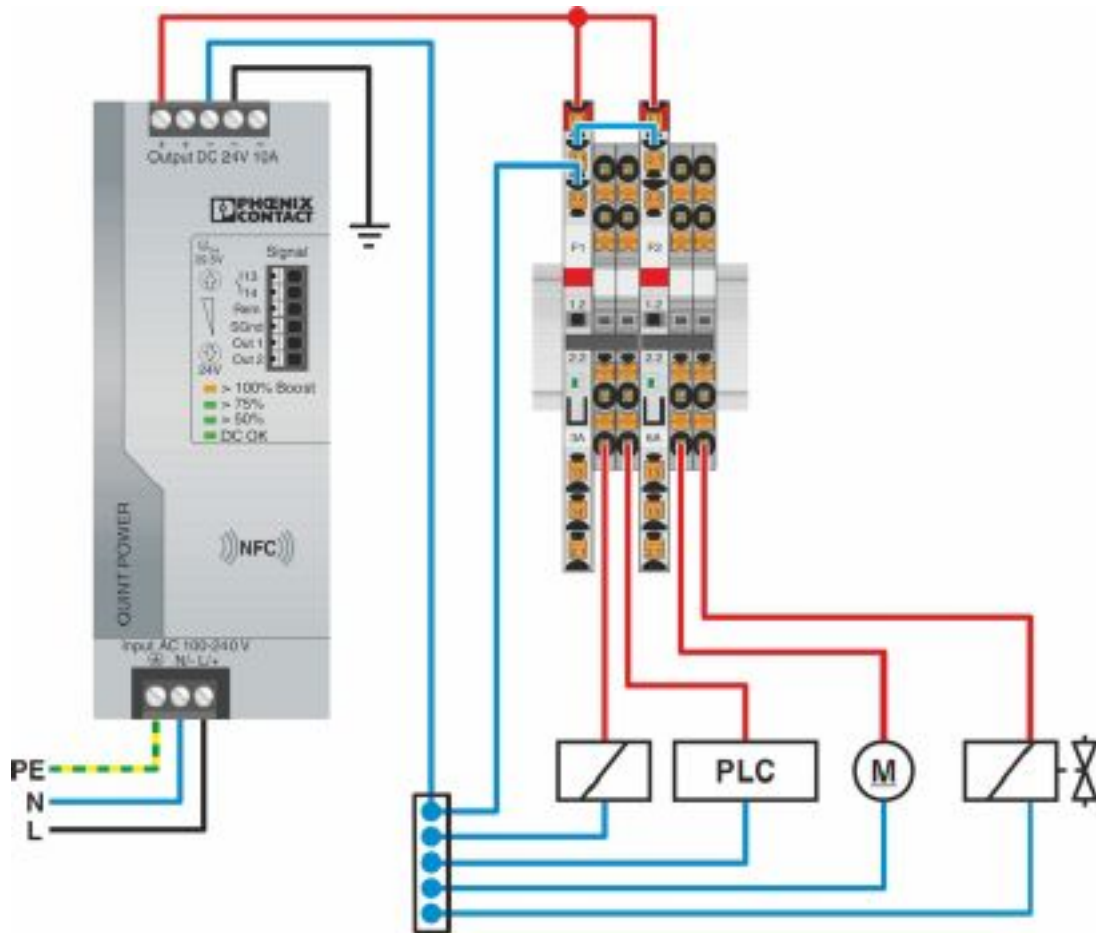 + + − − −
Output DC 24V 10A
PHŒNIX
CONTACT
Signal
13
14
Rem
SGnd
Out 1
Out 2
24V
> 100% Boost
> 75%
> 50%
DC OK
QUINT POWER
NFC
Input AC 100-240 V
N/- L/+
PE
N
L
F1
F2
1.2
1.2
2.2
2.2
3A
6A
PLC
M